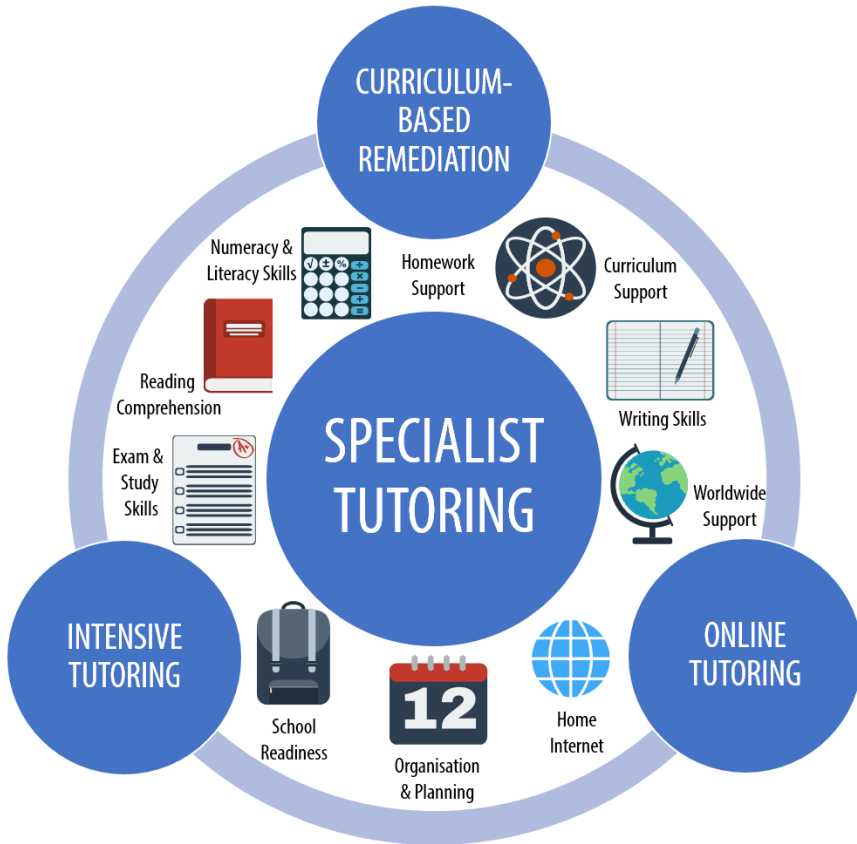 CURRICULUM-
BASED
REMEDIATION
Numeracy &
Literacy Skills
√ ± % ÷
×
−
+
=
Homework
Support
Curriculum
Support
Reading
Comprehension
Writing Skills
SPECIALIST
TUTORING
Exam &
Study
Skills
A+
Worldwide
Support
INTENSIVE
TUTORING
ONLINE
TUTORING
School
Readiness
12
Organisation
& Planning
Home
Internet